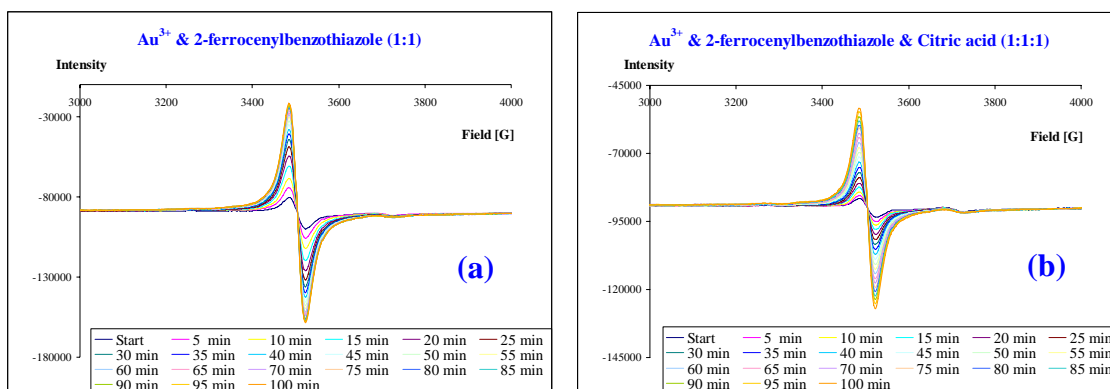 Au3+ & 2-ferrocenylbenzothiazole (1:1)
Intensity
3000 3200 3400 3600 3800 4000
-30000
Field [G]
-80000
-130000
(a)
-180000
Start 5 min 10 min 15 min 20 min 25 min
30 min 35 min 40 min 45 min 50 min 55 min
60 min 65 min 70 min 75 min 80 min 85 min
90 min 95 min 100 min
Au3+ & 2-ferrocenylbenzothiazole & Citric acid (1:1:1)
Intensity
-45000
3000 3200 3400 3600 3800 4000
Field [G]
-70000
-95000
(b)
-120000
-145000
Start 5 min 10 min 15 min 20 min 25 min
30 min 35 min 40 min 45 min 50 min 55 min
60 min 65 min 70 min 75 min 80 min 85 min
90 min 95 min 100 min